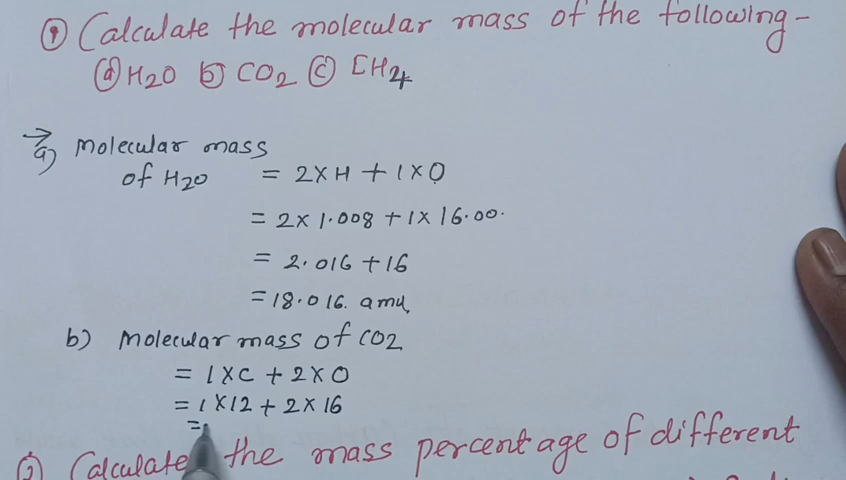 ① Calculate the molecular mass of the following -
ⓐ H2O ⓑ CO2 ⓒ CH4
→ a) Molecular mass
of H2O = 2×H + 1×O
= 2×1.008 + 1×16.00.
= 2.016 + 16
= 18.016. amu,
b) Molecular mass of CO2
= 1×C + 2×O
= 1×12 + 2×16
=
Calculate the mass percentage of different